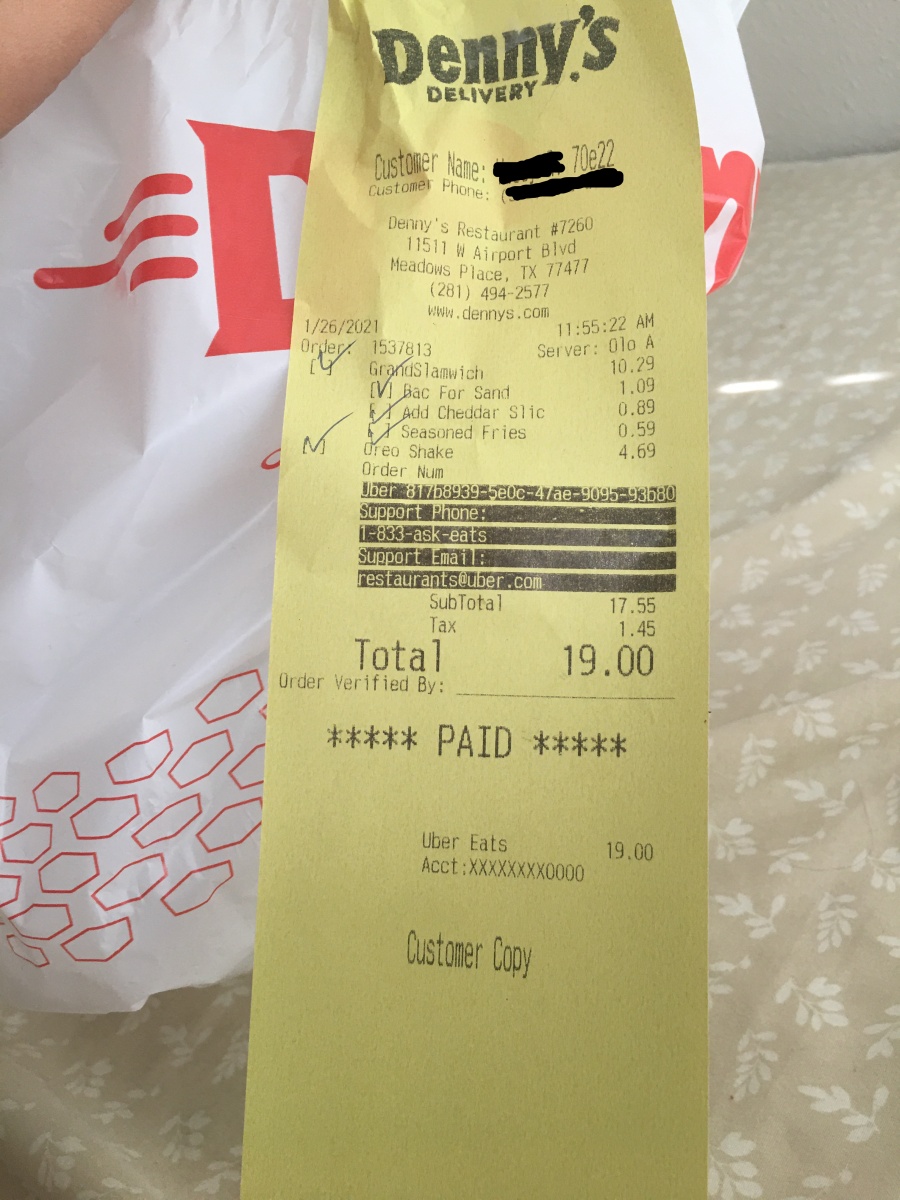 Denny's
DELIVERY
Customer Name: 70e22
Customer Phone: (
Denny's Restaurant #7260
11511 W Airport Blvd
Meadows Place, TX 77477
(281) 494-2577
www.dennys.com
1/26/2021 11:55:22 AM
Order: 1537813 Server: Olo A
[ ] GrandSlamwich 10.29
[ ] Bac For Sand 1.09
[ ] Add Cheddar Slic 0.89
[ ] Seasoned Fries 0.59
[ ] Oreo Shake 4.69
Order Num
Uber 817b8939-5e0c-47ae-9095-93b80
Support Phone:
1-833-ask-eats
Support Email:
restaurants@uber.com
SubTotal 17.55
Tax 1.45
Total 19.00
Order Verified By:
***** PAID *****
Uber Eats 19.00
Acct:XXXXXXXX0000
Customer Copy